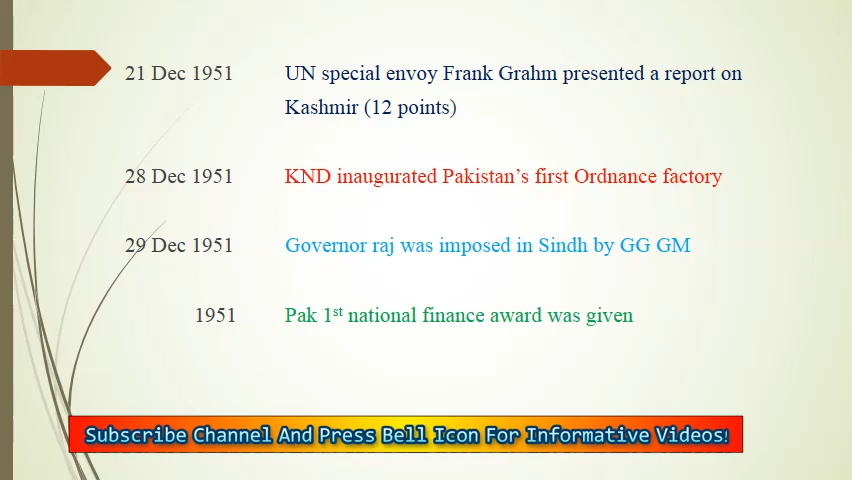 21 Dec 1951 UN special envoy Frank Grahm presented a report on
Kashmir (12 points)
28 Dec 1951 KND inaugurated Pakistan's first Ordnance factory
29 Dec 1951 Governor raj was imposed in Sindh by GG GM
1951 Pak 1st national finance award was given
Subscribe Channel And Press Bell Icon For Informative Videos!